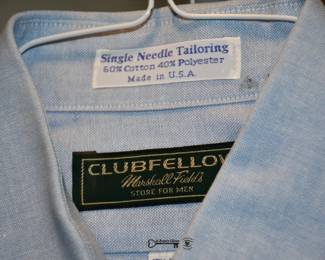 Single Needle Tailoring
60% Cotton 40% Polyester
Made in U.S.A.
CLUBFELLOW
Marshall Field's
STORE FOR MEN